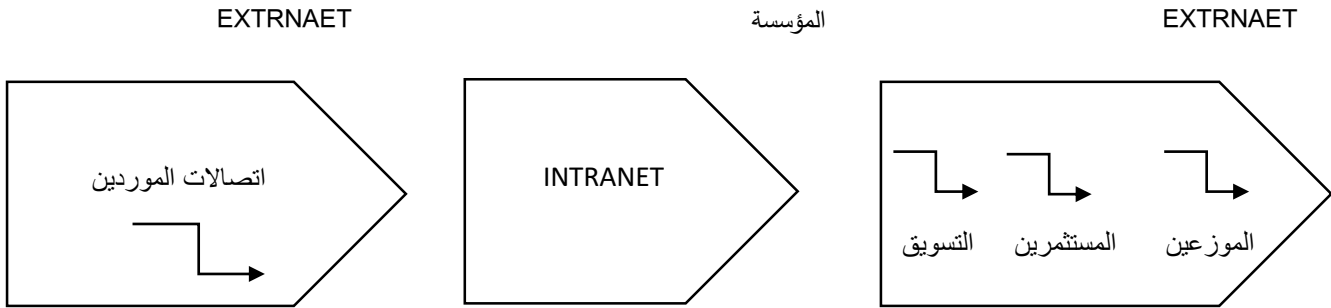 EXTRNAET
المؤسسة
EXTRNAET
اتصالات الموردين
INTRANET
التسويق
المستثمرين
الموزعين